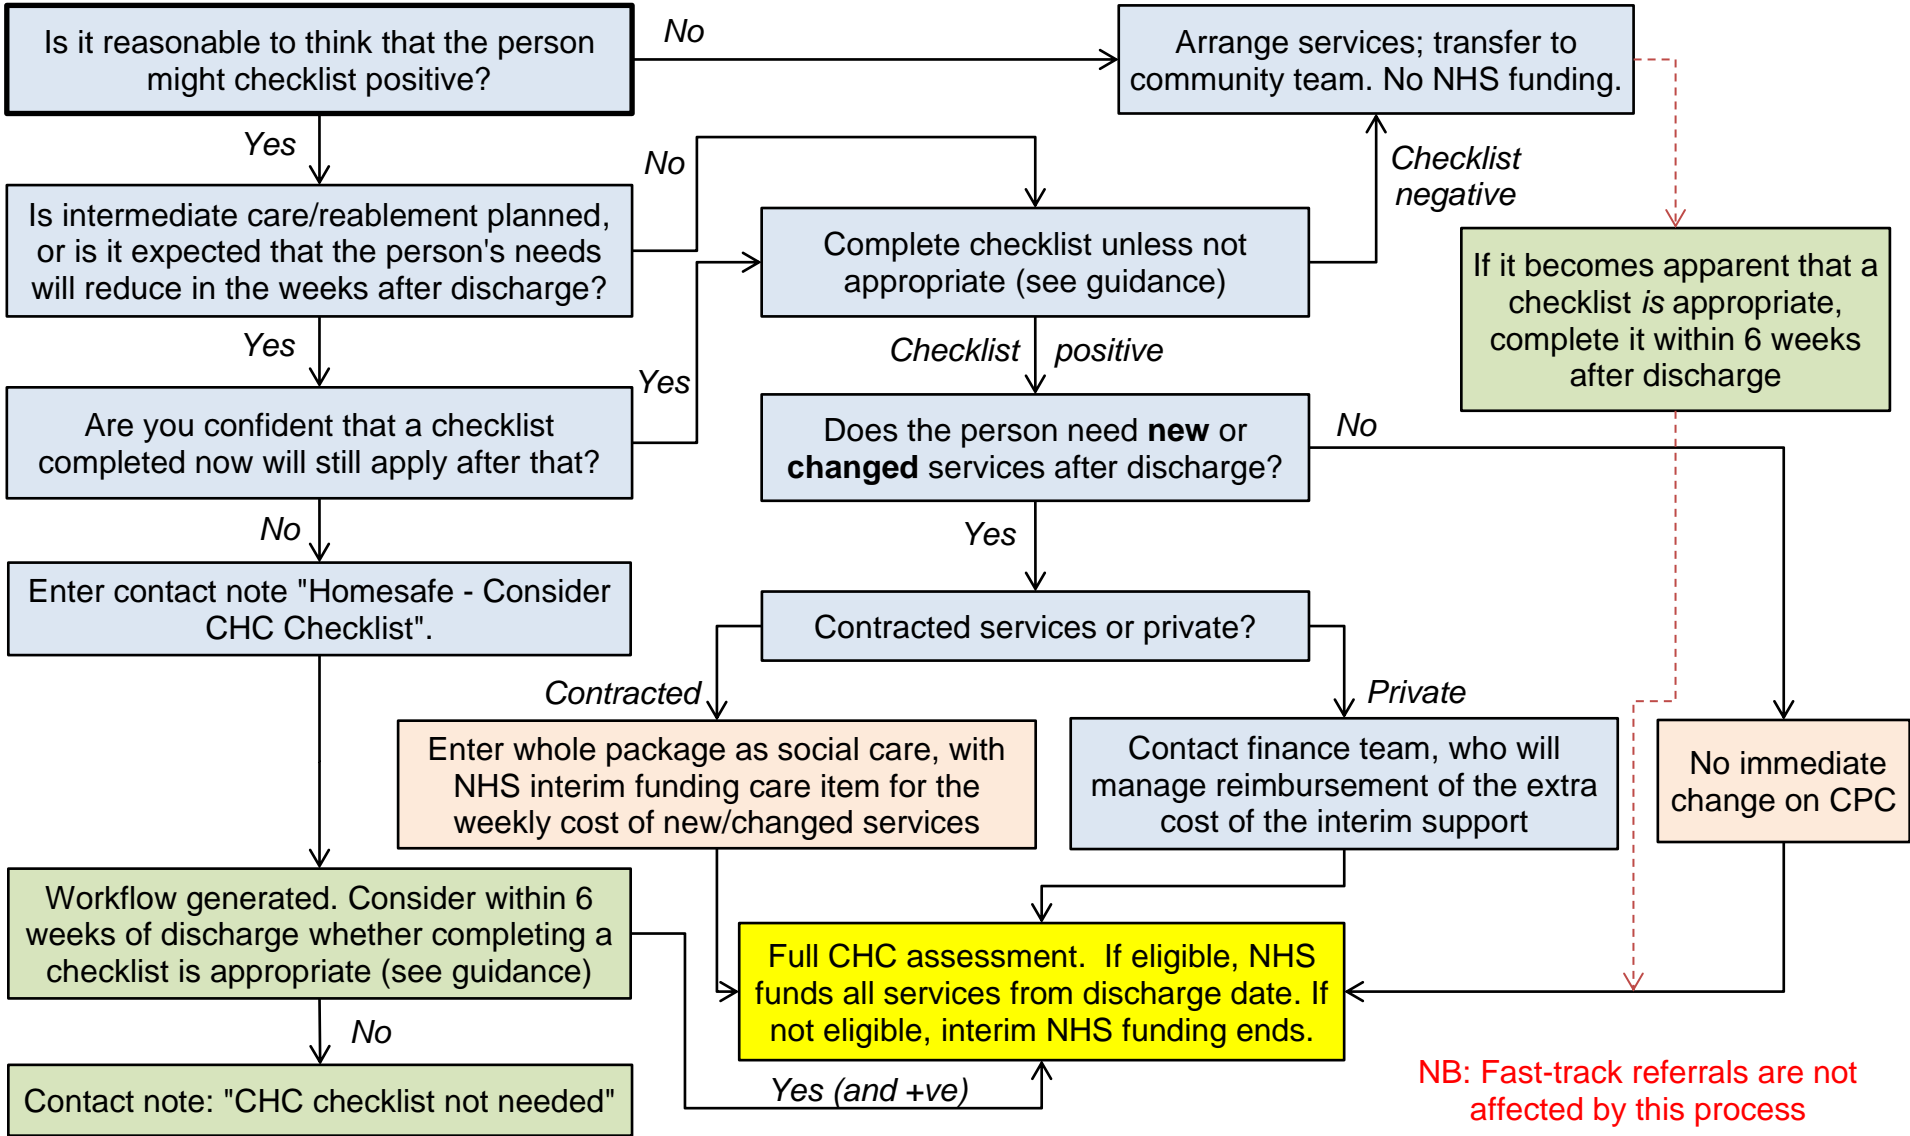 Is it reasonable to think that the person
might checklist positive?
No
Arrange services; transfer to
community team. No NHS funding.
Yes
No
Checklist
negative
Is intermediate care/reablement planned,
or is it expected that the person's needs
will reduce in the weeks after discharge?
Complete checklist unless not
appropriate (see guidance)
If it becomes apparent that a
checklist is appropriate,
complete it within 6 weeks
after discharge
Yes
Yes
Checklist positive
Are you confident that a checklist
completed now will still apply after that?
Does the person need new or
changed services after discharge?
No
No
Yes
Enter contact note "Homesafe - Consider
CHC Checklist".
Contracted services or private?
Contracted
Private
Enter whole package as social care, with
NHS interim funding care item for the
weekly cost of new/changed services
Contact finance team, who will
manage reimbursement of the extra
cost of the interim support
No immediate
change on CPC
Workflow generated. Consider within 6
weeks of discharge whether completing a
checklist is appropriate (see guidance)
Full CHC assessment.  If eligible, NHS
funds all services from discharge date. If
not eligible, interim NHS funding ends.
No
Yes (and +ve)
Contact note: "CHC checklist not needed"
NB: Fast-track referrals are not
affected by this process